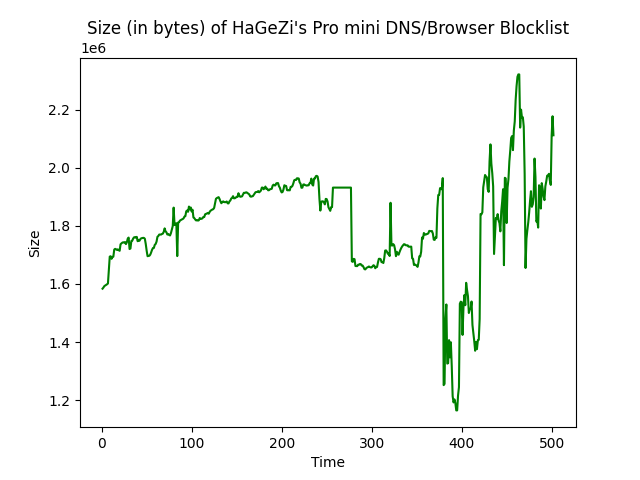 Size (in bytes) of HaGeZi's Pro mini DNS/Browser Blocklist
1e6
2.2
2.0
1.8
1.6
1.4
1.2
Size
0 100 200 300 400 500
Time